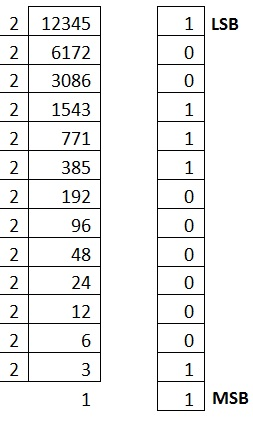 2 12345 1 LSB
2 6172 0
2 3086 0
2 1543 1
2 771 1
2 385 1
2 192 0
2 96 0
2 48 0
2 24 0
2 12 0
2 6 0
2 3 1
1 1 MSB